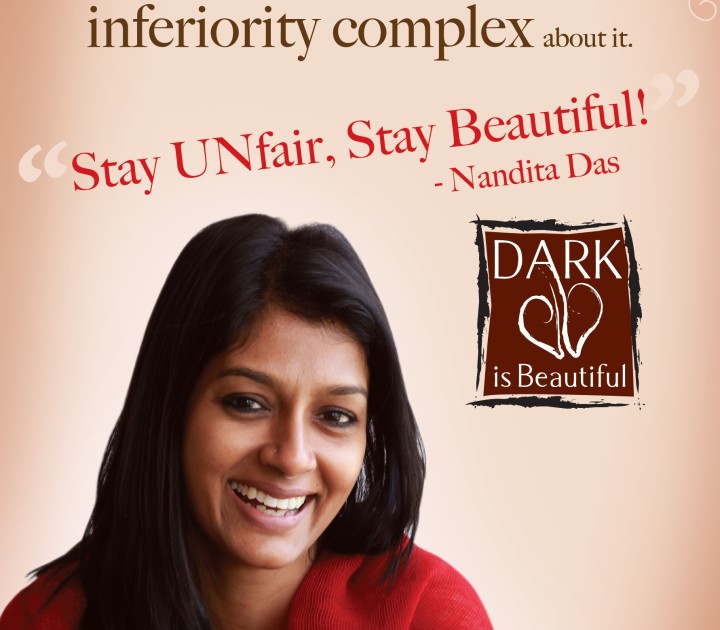 inferiority complex about it.
“Stay UNfair, Stay Beautiful!”
- Nandita Das
DARK
is Beautiful